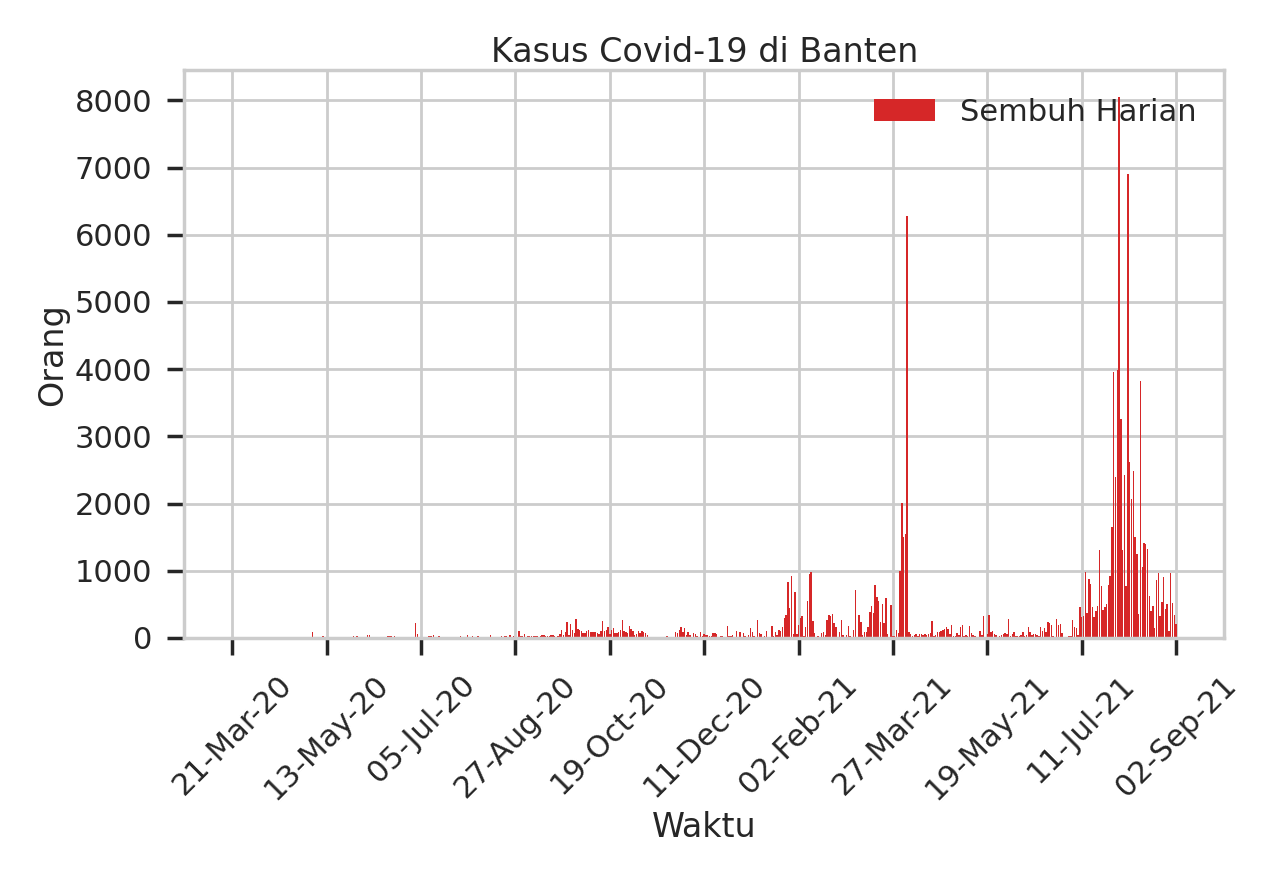 Kasus Covid-19 di Banten
Sembuh Harian
Orang
8000
7000
6000
5000
4000
3000
2000
1000
0
21-Mar-20
13-May-20
05-Jul-20
27-Aug-20
19-Oct-20
11-Dec-20
02-Feb-21
27-Mar-21
19-May-21
11-Jul-21
02-Sep-21
Waktu